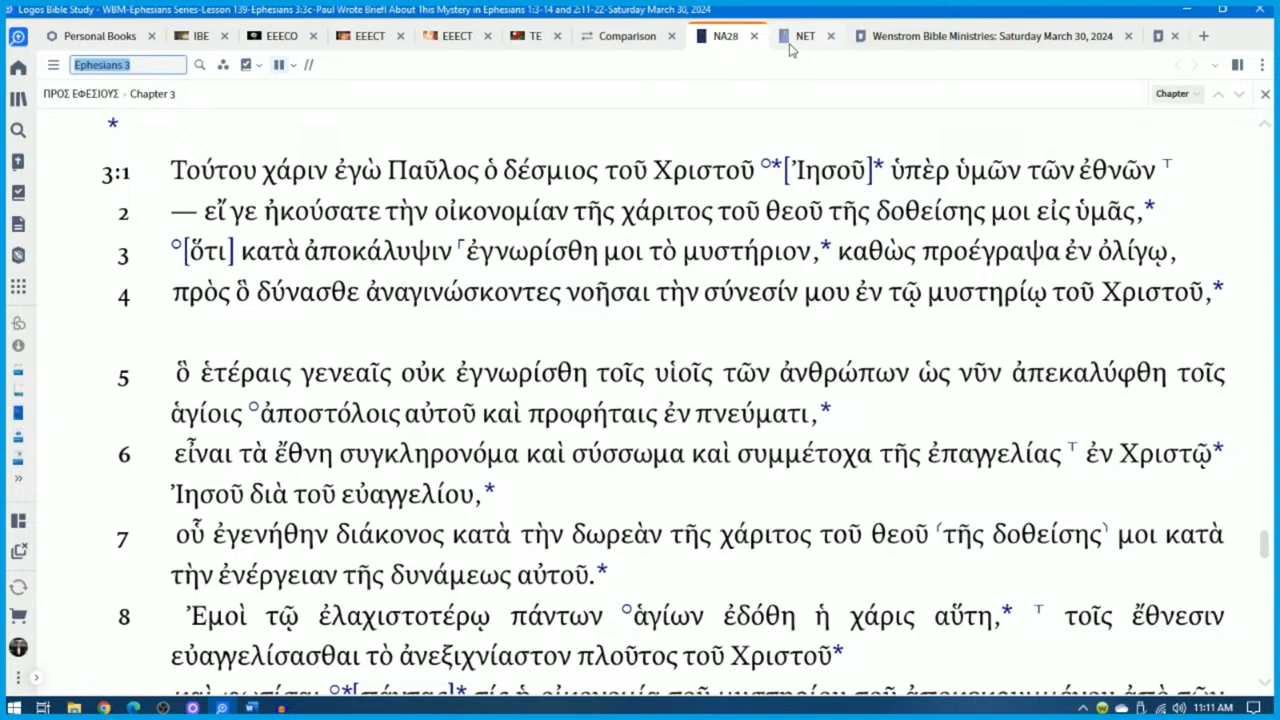 Logos Bible Study - WBM-Ephesians Series-Lesson 139-Ephesians 3:3c-Paul Wrote Brief! About This Mystery in Ephesians 1:3-14 and 2:11-22-Saturday March 30, 2024
Personal Books IBE EEECO EEECT EEECT TE Comparison NA28 NET Wenstrom Bible Ministries: Saturday March 30, 2024
Ephesians 3
ΠΡΟΣ ΕΦΕΣΙΟΥΣ › Chapter 3 Chapter
*
3:1 Τούτου χάριν ἐγὼ Παῦλος ὁ δέσμιος τοῦ Χριστοῦ °*[Ἰησοῦ]* ὑπὲρ ὑμῶν τῶν ἐθνῶν ⸆
2 — εἴ γε ἠκούσατε τὴν οἰκονομίαν τῆς χάριτος τοῦ θεοῦ τῆς δοθείσης μοι εἰς ὑμᾶς,*
3 °[ὅτι] κατὰ ἀποκάλυψιν ⸀ἐγνωρίσθη μοι τὸ μυστήριον,* καθὼς προέγραψα ἐν ὀλίγῳ,
4 πρὸς ὃ δύνασθε ἀναγινώσκοντες νοῆσαι τὴν σύνεσίν μου ἐν τῷ μυστηρίῳ τοῦ Χριστοῦ,*
5 ὃ ἑτέραις γενεαῖς οὐκ ἐγνωρίσθη τοῖς υἱοῖς τῶν ἀνθρώπων ὡς νῦν ἀπεκαλύφθη τοῖς
ἁγίοις °ἀποστόλοις αὐτοῦ καὶ προφήταις ἐν πνεύματι,*
6 εἶναι τὰ ἔθνη συγκληρονόμα καὶ σύσσωμα καὶ συμμέτοχα τῆς ἐπαγγελίας ⸆ ἐν Χριστῷ*
Ἰησοῦ διὰ τοῦ εὐαγγελίου,*
7 οὗ ἐγενήθην διάκονος κατὰ τὴν δωρεὰν τῆς χάριτος τοῦ θεοῦ ⸂τῆς δοθείσης⸃ μοι κατὰ
τὴν ἐνέργειαν τῆς δυνάμεως αὐτοῦ.*
8 Ἐμοὶ τῷ ἐλαχιστοτέρῳ πάντων °ἁγίων ἐδόθη ἡ χάρις αὕτη,* ⸆ τοῖς ἔθνεσιν
εὐαγγελίσασθαι τὸ ἀνεξιχνίαστον πλοῦτος τοῦ Χριστοῦ*
11:11 AM